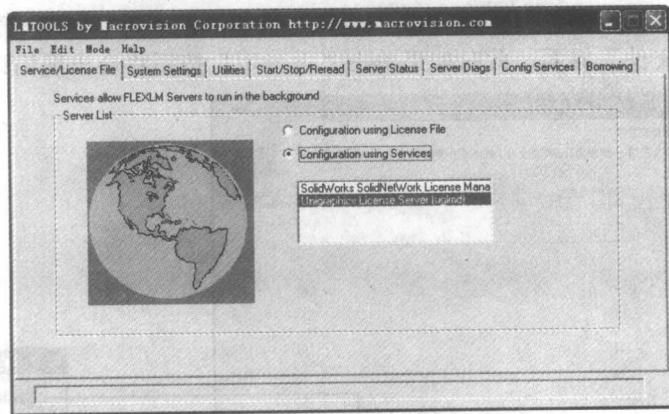 LMTOOLS by Macrovision Corporation http://www.macrovision.com
File Edit Mode Help
Service/License File System Settings Utilities Start/Stop/Reread Server Status Server Diags Config Services Borrowing
Services allow FLEXLM Servers to run in the background
Server List
Configuration using License File
Configuration using Services
SolidWorks SolidNetWork License Mana
Unigraphics License Server (uglmd)